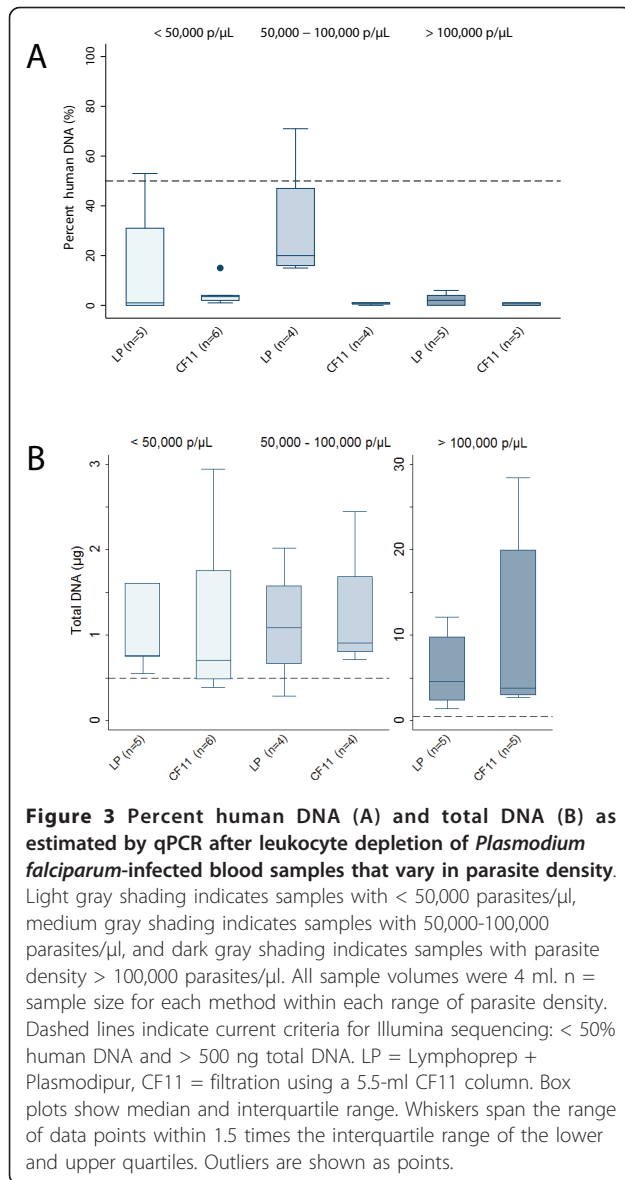 A
< 50,000 p/µL 50,000 – 100,000 p/µL > 100,000 p/µL
Percent human DNA (%)
100
80
60
40
20
0
LP (n=5) CF11 (n=6) LP (n=4) CF11 (n=4) LP (n=5) CF11 (n=5)
B
< 50,000 p/µL 50,000 - 100,000 p/µL > 100,000 p/µL
Total DNA (µg)
3
2
1
0
30
20
10
0
LP (n=5) CF11 (n=6) LP (n=4) CF11 (n=4) LP (n=5) CF11 (n=5)
Figure 3 Percent human DNA (A) and total DNA (B) as
estimated by qPCR after leukocyte depletion of Plasmodium
falciparum-infected blood samples that vary in parasite density.
Light gray shading indicates samples with < 50,000 parasites/µl,
medium gray shading indicates samples with 50,000-100,000
parasites/µl, and dark gray shading indicates samples with parasite
density > 100,000 parasites/µl. All sample volumes were 4 ml. n =
sample size for each method within each range of parasite density.
Dashed lines indicate current criteria for Illumina sequencing: < 50%
human DNA and > 500 ng total DNA. LP = Lymphoprep +
Plasmodipur, CF11 = filtration using a 5.5-ml CF11 column. Box
plots show median and interquartile range. Whiskers span the range
of data points within 1.5 times the interquartile range of the lower
and upper quartiles. Outliers are shown as points.